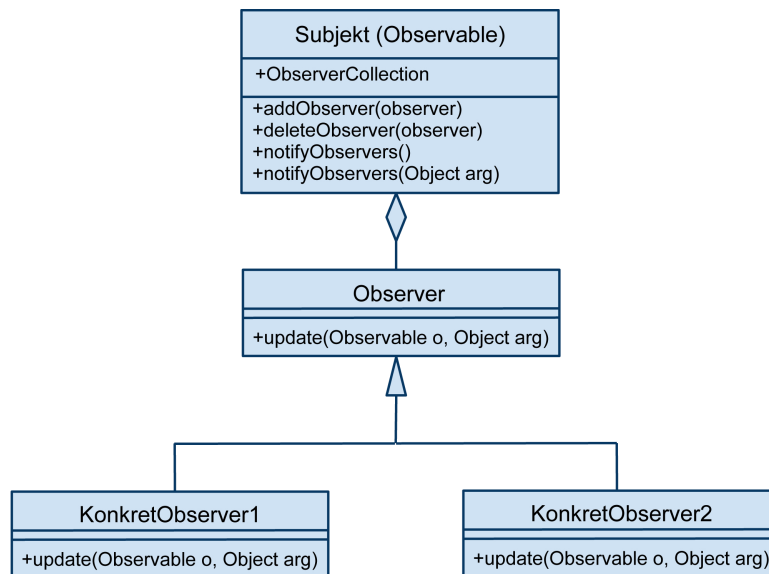 Subjekt (Observable)
+ObserverCollection
+addObserver(observer)
+deleteObserver(observer)
+notifyObservers()
+notifyObservers(Object arg)
Observer
+update(Observable o, Object arg)
KonkretObserver1
+update(Observable o, Object arg)
KonkretObserver2
+update(Observable o, Object arg)